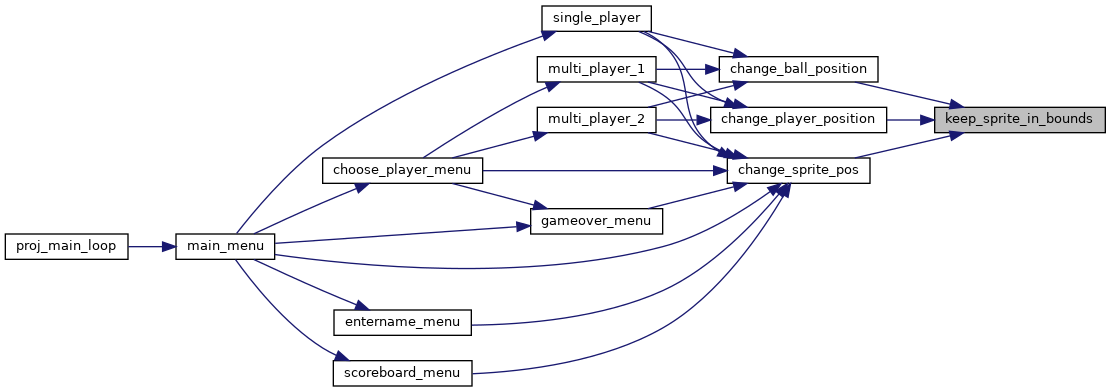 single_player
multi_player_1
change_ball_position
multi_player_2
change_player_position
keep_sprite_in_bounds
choose_player_menu
change_sprite_pos
gameover_menu
proj_main_loop
main_menu
entername_menu
scoreboard_menu